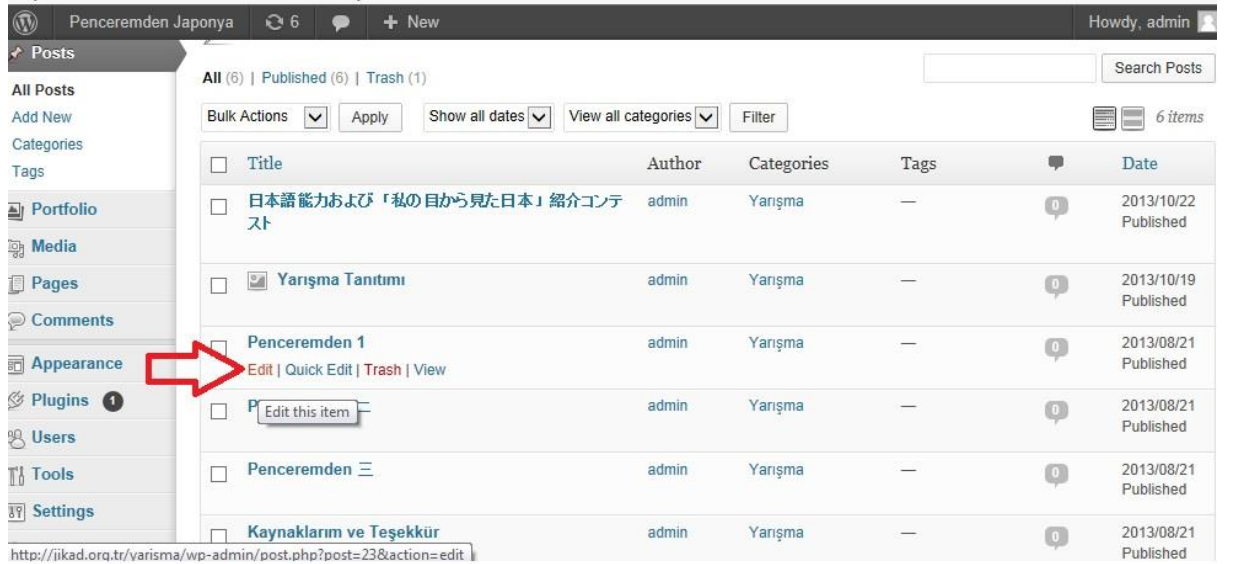 Penceremden Japonya 6 + New Howdy, admin
Posts
All Posts
Add New
Categories
Tags
Portfolio
Media
Pages
Comments
Appearance
Plugins 1
Users
Tools
Settings
All (6) | Published (6) | Trash (1)
Search Posts
Bulk Actions Apply Show all dates View all categories Filter 6 items
Title Author Categories Tags Date
日本語能力および「私の目から見た日本」紹介コンテ admin Yarışma — 0 2013/10/22
スト Published
Yarışma Tanıtımı admin Yarışma — 0 2013/10/19
Published
Penceremden 1 admin Yarışma — 0 2013/08/21
Edit | Quick Edit | Trash | View Published
P admin Yarışma — 0 2013/08/21
Edit this item Published
Penceremden 三 admin Yarışma — 0 2013/08/21
Published
Kaynaklarım ve Teşekkür admin Yarışma — 0 2013/08/21
Published
http://jikad.org.tr/yarisma/wp-admin/post.php?post=23&action=edit